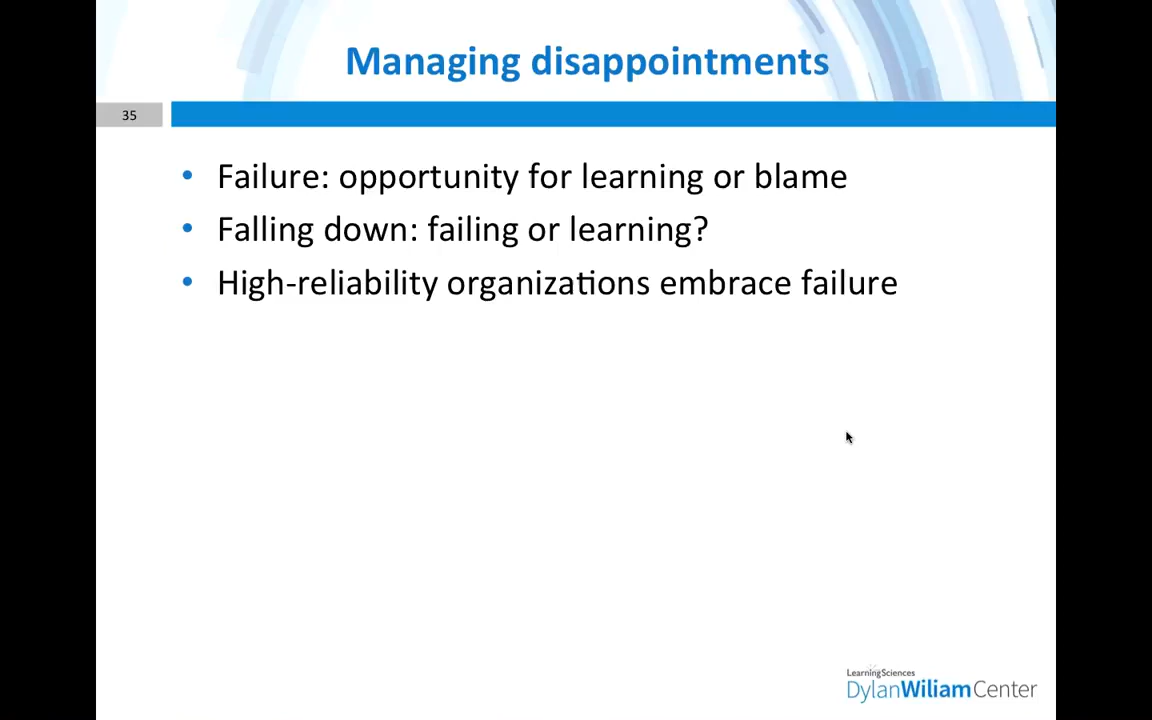 Managing disappointments
35
• Failure: opportunity for learning or blame
• Falling down: failing or learning?
• High-reliability organizations embrace failure
LearningSciences
DylanWiliamCenter